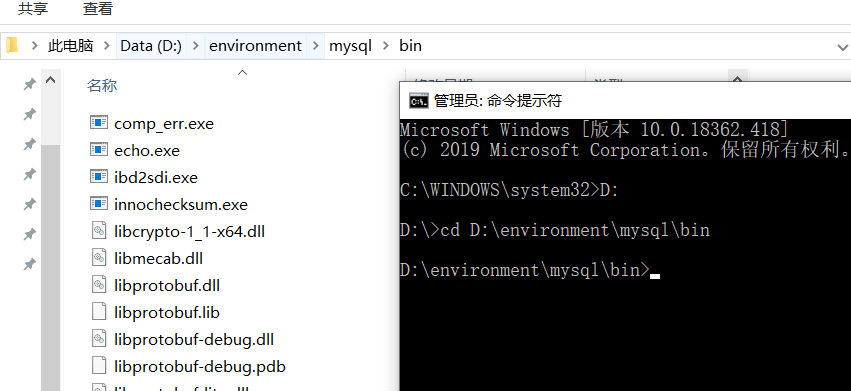 共享 查看
此电脑 Data (D:) environment mysql bin
名称
comp_err.exe
echo.exe
ibd2sdi.exe
innochecksum.exe
libcrypto-1_1-x64.dll
libmecab.dll
libprotobuf.dll
libprotobuf.lib
libprotobuf-debug.dll
libprotobuf-debug.pdb
管理员: 命令提示符
Microsoft Windows [版本 10.0.18362.418]
(c) 2019 Microsoft Corporation。保留所有权利。
C:\WINDOWS\system32>D:
D:\>cd D:\environment\mysql\bin
D:\environment\mysql\bin>